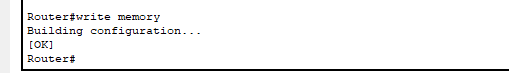 Router#write memory
Building configuration...
[OK]
Router#